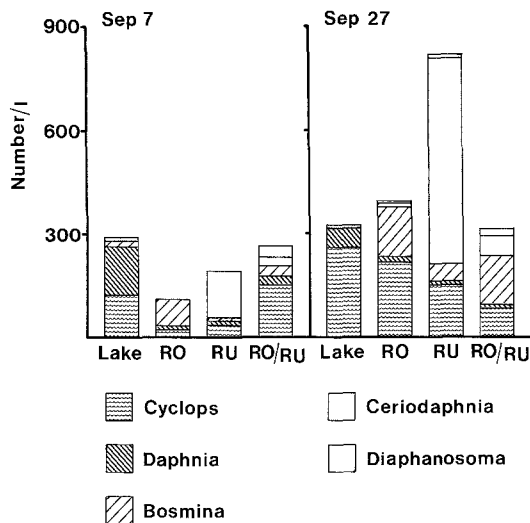 900
Sep 7
Sep 27
600
300
Number/l
Lake RO RU RO/RU
Lake RO RU RO/RU
Cyclops
Ceriodaphnia
Daphnia
Diaphanosoma
Bosmina